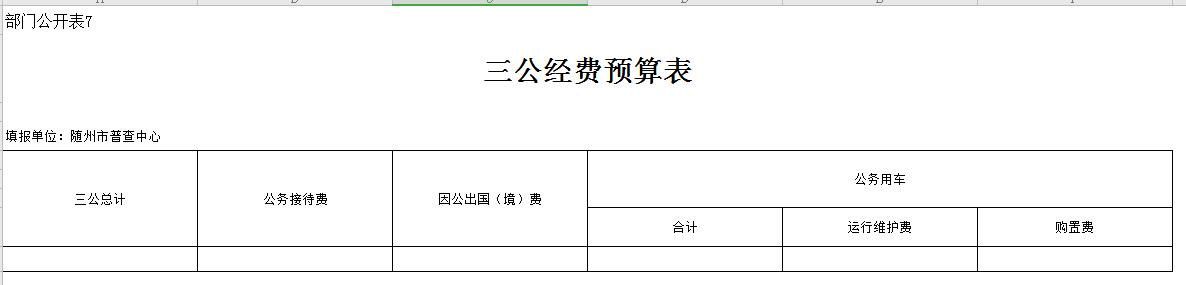 部门公开表7
三公经费预算表
填报单位：随州市普查中心
三公总计
公务接待费
因公出国（境）费
公务用车
合计
运行维护费
购置费